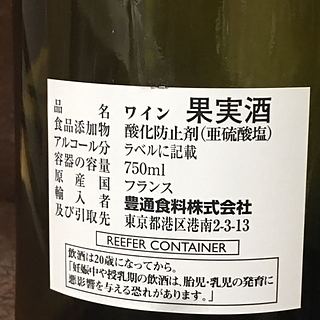 品名 ワイン 果実酒
食品添加物 酸化防止剤(亜硫酸塩)
アルコール分 ラベルに記載
容器の容量 750ml
原産国 フランス
輸入者 豊通食料株式会社
及び引取先 東京都港区港南2-3-13
REEFER CONTAINER
飲酒は20歳になってから。
「妊娠中や授乳期の飲酒は、胎児・乳児の発育に
悪影響を与える恐れがあります。」